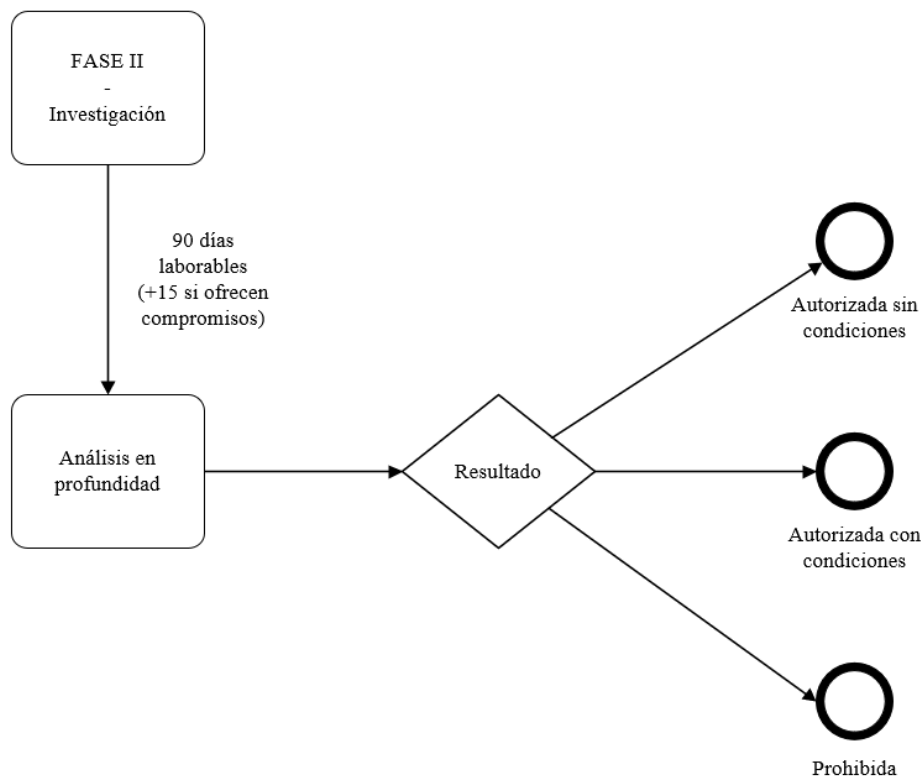 FASE II
-
Investigación
90 días
laborables
(+15 si ofrecen
compromisos)
Análisis en
profundidad
Resultado
Autorizada sin
condiciones
Autorizada con
condiciones
Prohibida